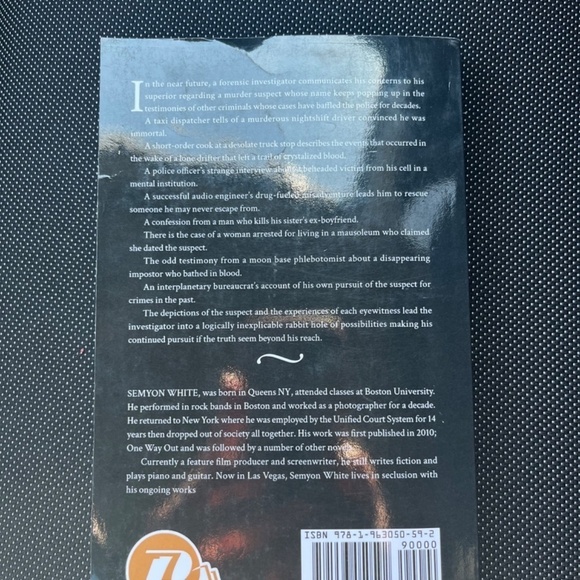 In the near future, a forensic investigator communicates his concerns to his
superior regarding a murder suspect whose name keeps popping up in the
testimonies of other criminals whose cases have baffled the police for decades.
A taxi dispatcher tells of a murderous nightshift driver convinced he was
immortal.
A short-order cook at a desolate truck stop describes the events that occurred in
the wake of a lone drifter that left a trail of crystalized blood.
A police officer's strange interview about a beheaded victim from his cell in a
mental institution.
A successful audio engineer's drug-fueled misadventure leads him to rescue
someone he may never escape from.
A confession from a man who kills his sister's ex-boyfriend.
There is the case of a woman arrested for living in a mausoleum who claimed
she dated the suspect.
The odd testimony from a moon base phlebotomist about a disappearing
impostor who bathed in blood.
An interplanetary bureaucrat's account of his own pursuit of the suspect for
crimes in the past.
The depictions of the suspect and the experiences of each eyewitness lead the
investigator into a logically inexplicable rabbit hole of possibilities making his
continued pursuit if the truth seem beyond his reach.
SEMYON WHITE, was born in Queens NY, attended classes at Boston University.
He performed in rock bands in Boston and worked as a photographer for a decade.
He returned to New York where he was employed by the Unified Court System for 14
years then dropped out of society all together. His work was first published in 2010;
One Way Out and was followed by a number of other novels.
Currently a feature film producer and screenwriter, he still writes fiction and
plays piano and guitar. Now in Las Vegas, Semyon White lives in seclusion with
his ongoing works
ISBN 978-1-963050-59-2
90000